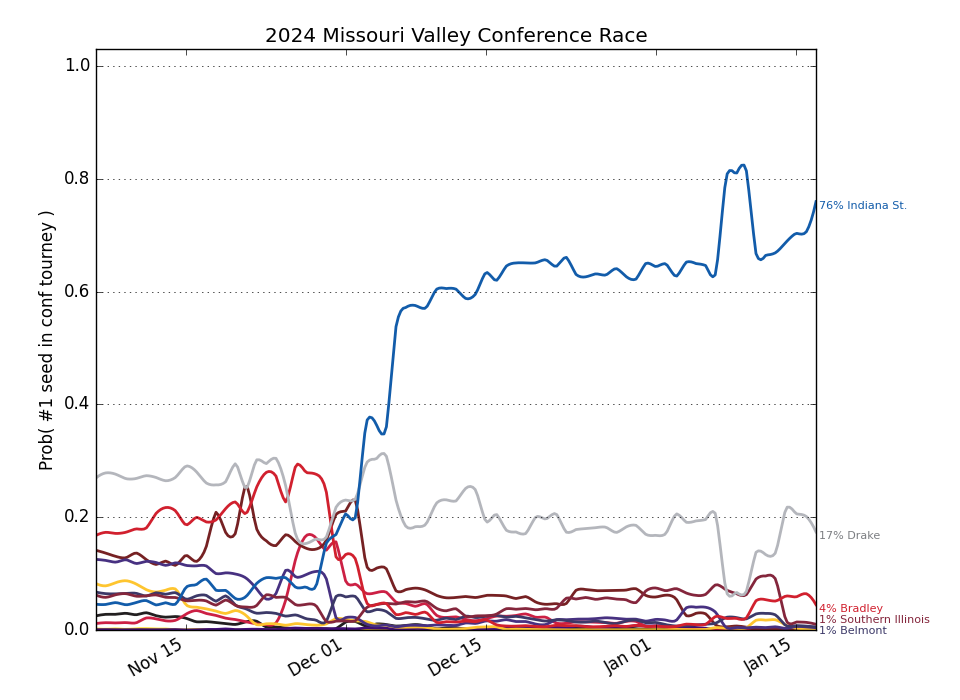 2024 Missouri Valley Conference Race
Prob( #1 seed in conf tourney )
1.0
0.8
0.6
0.4
0.2
0.0
76% Indiana St.
17% Drake
4% Bradley
1% Southern Illinois
1% Belmont
Nov 15
Dec 01
Dec 15
Jan 01
Jan 15